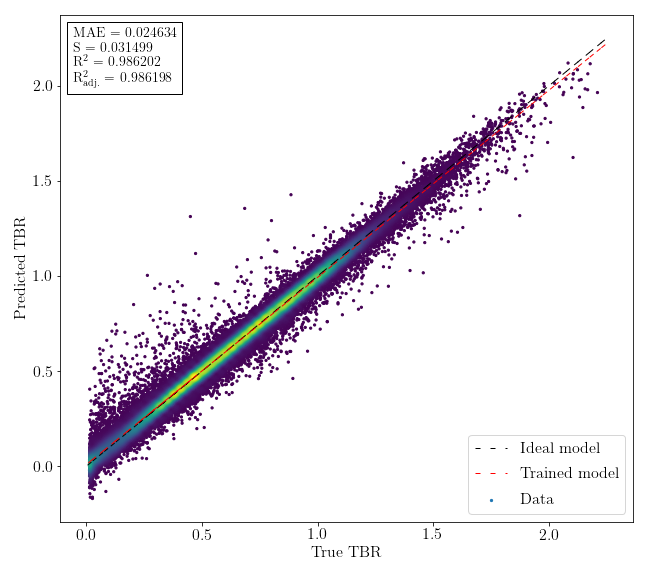 MAE = 0.024634
S = 0.031499
R² = 0.986202
R²adj. = 0.986198
Predicted TBR
2.0
1.5
1.0
0.5
0.0
Ideal model
Trained model
Data
0.0 0.5 1.0 1.5 2.0
True TBR